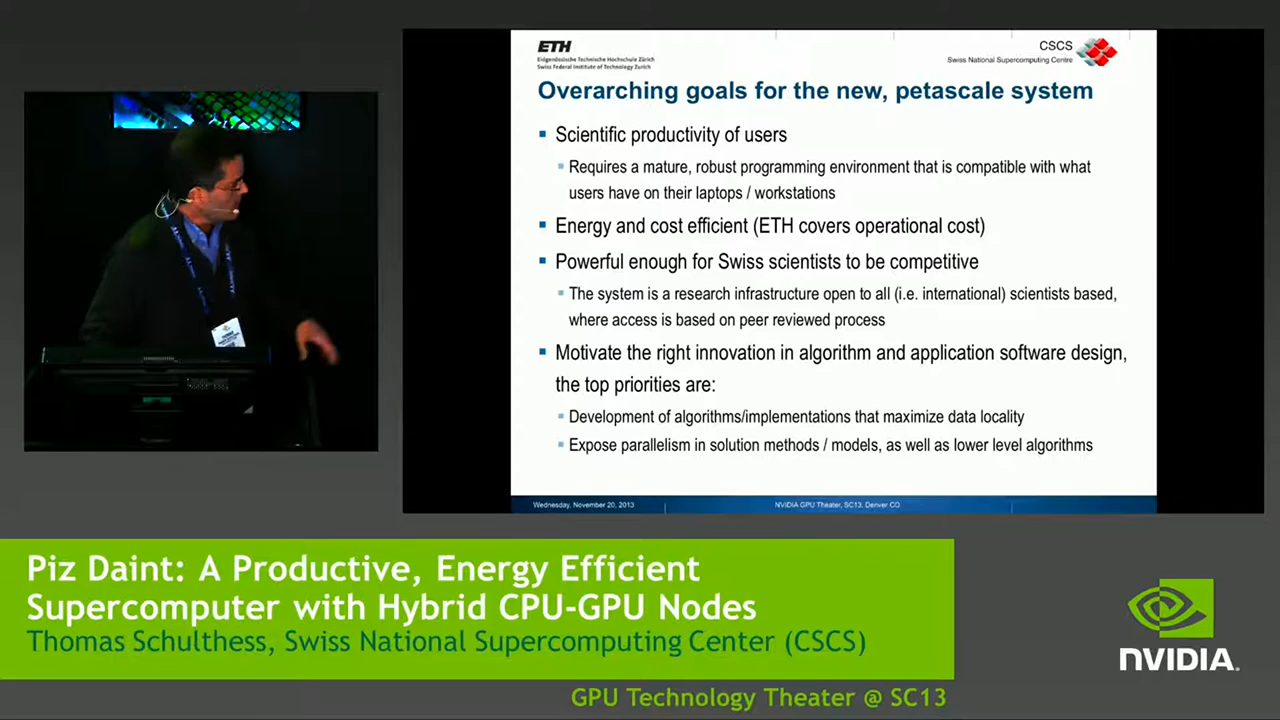 ETH
Eidgenössische Technische Hochschule Zürich
Swiss Federal Institute of Technology Zurich
CSCS
Swiss National Supercomputing Centre
Overarching goals for the new, petascale system
Scientific productivity of users
Requires a mature, robust programming environment that is compatible with what
users have on their laptops / workstations
Energy and cost efficient (ETH covers operational cost)
Powerful enough for Swiss scientists to be competitive
The system is a research infrastructure open to all (i.e. international) scientists based,
where access is based on peer reviewed process
Motivate the right innovation in algorithm and application software design,
the top priorities are:
Development of algorithms/implementations that maximize data locality
Expose parallelism in solution methods / models, as well as lower level algorithms
Wednesday, November 20, 2013
NVIDIA GPU Theater, SC13, Denver CO
Piz Daint: A Productive, Energy Efficient
Supercomputer with Hybrid CPU-GPU Nodes
Thomas Schulthess, Swiss National Supercomputing Center (CSCS)
NVIDIA.
GPU Technology Theater @ SC13